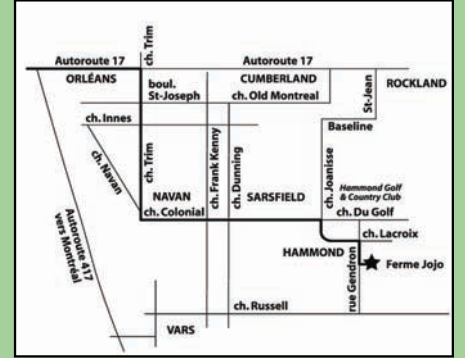 ch. Trim
Autoroute 17
Autoroute 17
ORLÉANS
boul.
St-Joseph
CUMBERLAND
ch. Old Montreal
St-Jean
ROCKLAND
ch. Innes
Baseline
ch. Navan
ch. Trim
ch. Frank Kenny
ch. Dunning
ch. Joanisse
NAVAN
SARSFIELD
Hammond Golf
& Country Club
ch. Colonial
ch. Du Golf
ch. Lacroix
Autoroute 417
vers Montréal
HAMMOND
rue Gendron
Ferme Jojo
ch. Russell
VARS